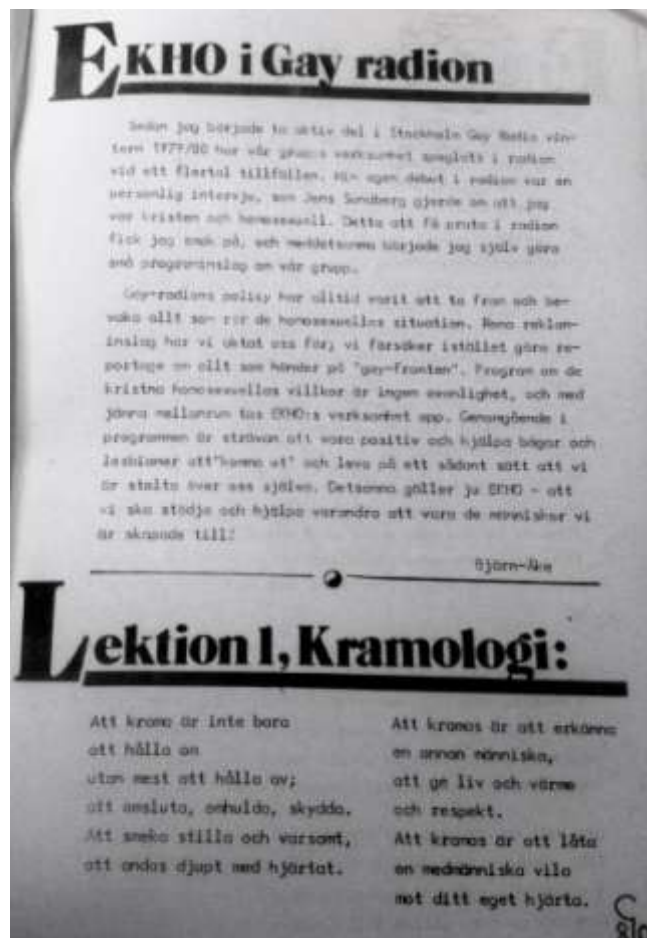 EKHO i Gay radion
Sedan jag började ta aktiv del i Stockholm Gay Radio vin-
tern 1979/80 har vår grupps verksamhet speglats i radion
vid ett flertal tillfällen. Min egen debut i radion var en
personlig intervju, som Jens Sundberg gjorde om att jag
var kristen och homosexuell. Detta att få prata i radion
fick jag smak på, och meddetsamma började jag själv göra
små programinslag om vår grupp.
Gay-radions policy har alltid varit att ta fram och be-
vaka allt som rör de homosexuellas situation. Rena reklam-
inslag har vi aktat oss för; vi försöker istället göra re-
portage om allt som händer på "gay-fronten". Program om de
kristna homosexuellas villkor är ingen ovanlighet, och med
jämna mellanrum tas EKHO:s verksamhet upp. Genomgående i
programmen är strävan att vara positiv och hjälpa bögar och
lesbianer att"komma ut" och leva på ett sådant sätt att vi
är stolta över oss själva. Detsamma gäller ju EKHO - att
vi ska stödja och hjälpa varandra att vara de människor vi
är skapade till!
Björn-Åke
Lektion 1, Kramologi:
Att krama är inte bara
att hålla om
utan mest att hålla av;
att omsluta, omhulda, skydda.
Att smeka stilla och varsamt,
att andas djupt med hjärtat.
Att kramas är att erkänna
en annan människa,
att ge liv och värme
och respekt.
Att kramas är att låta
en medmänniska vila
mot ditt eget hjärta.